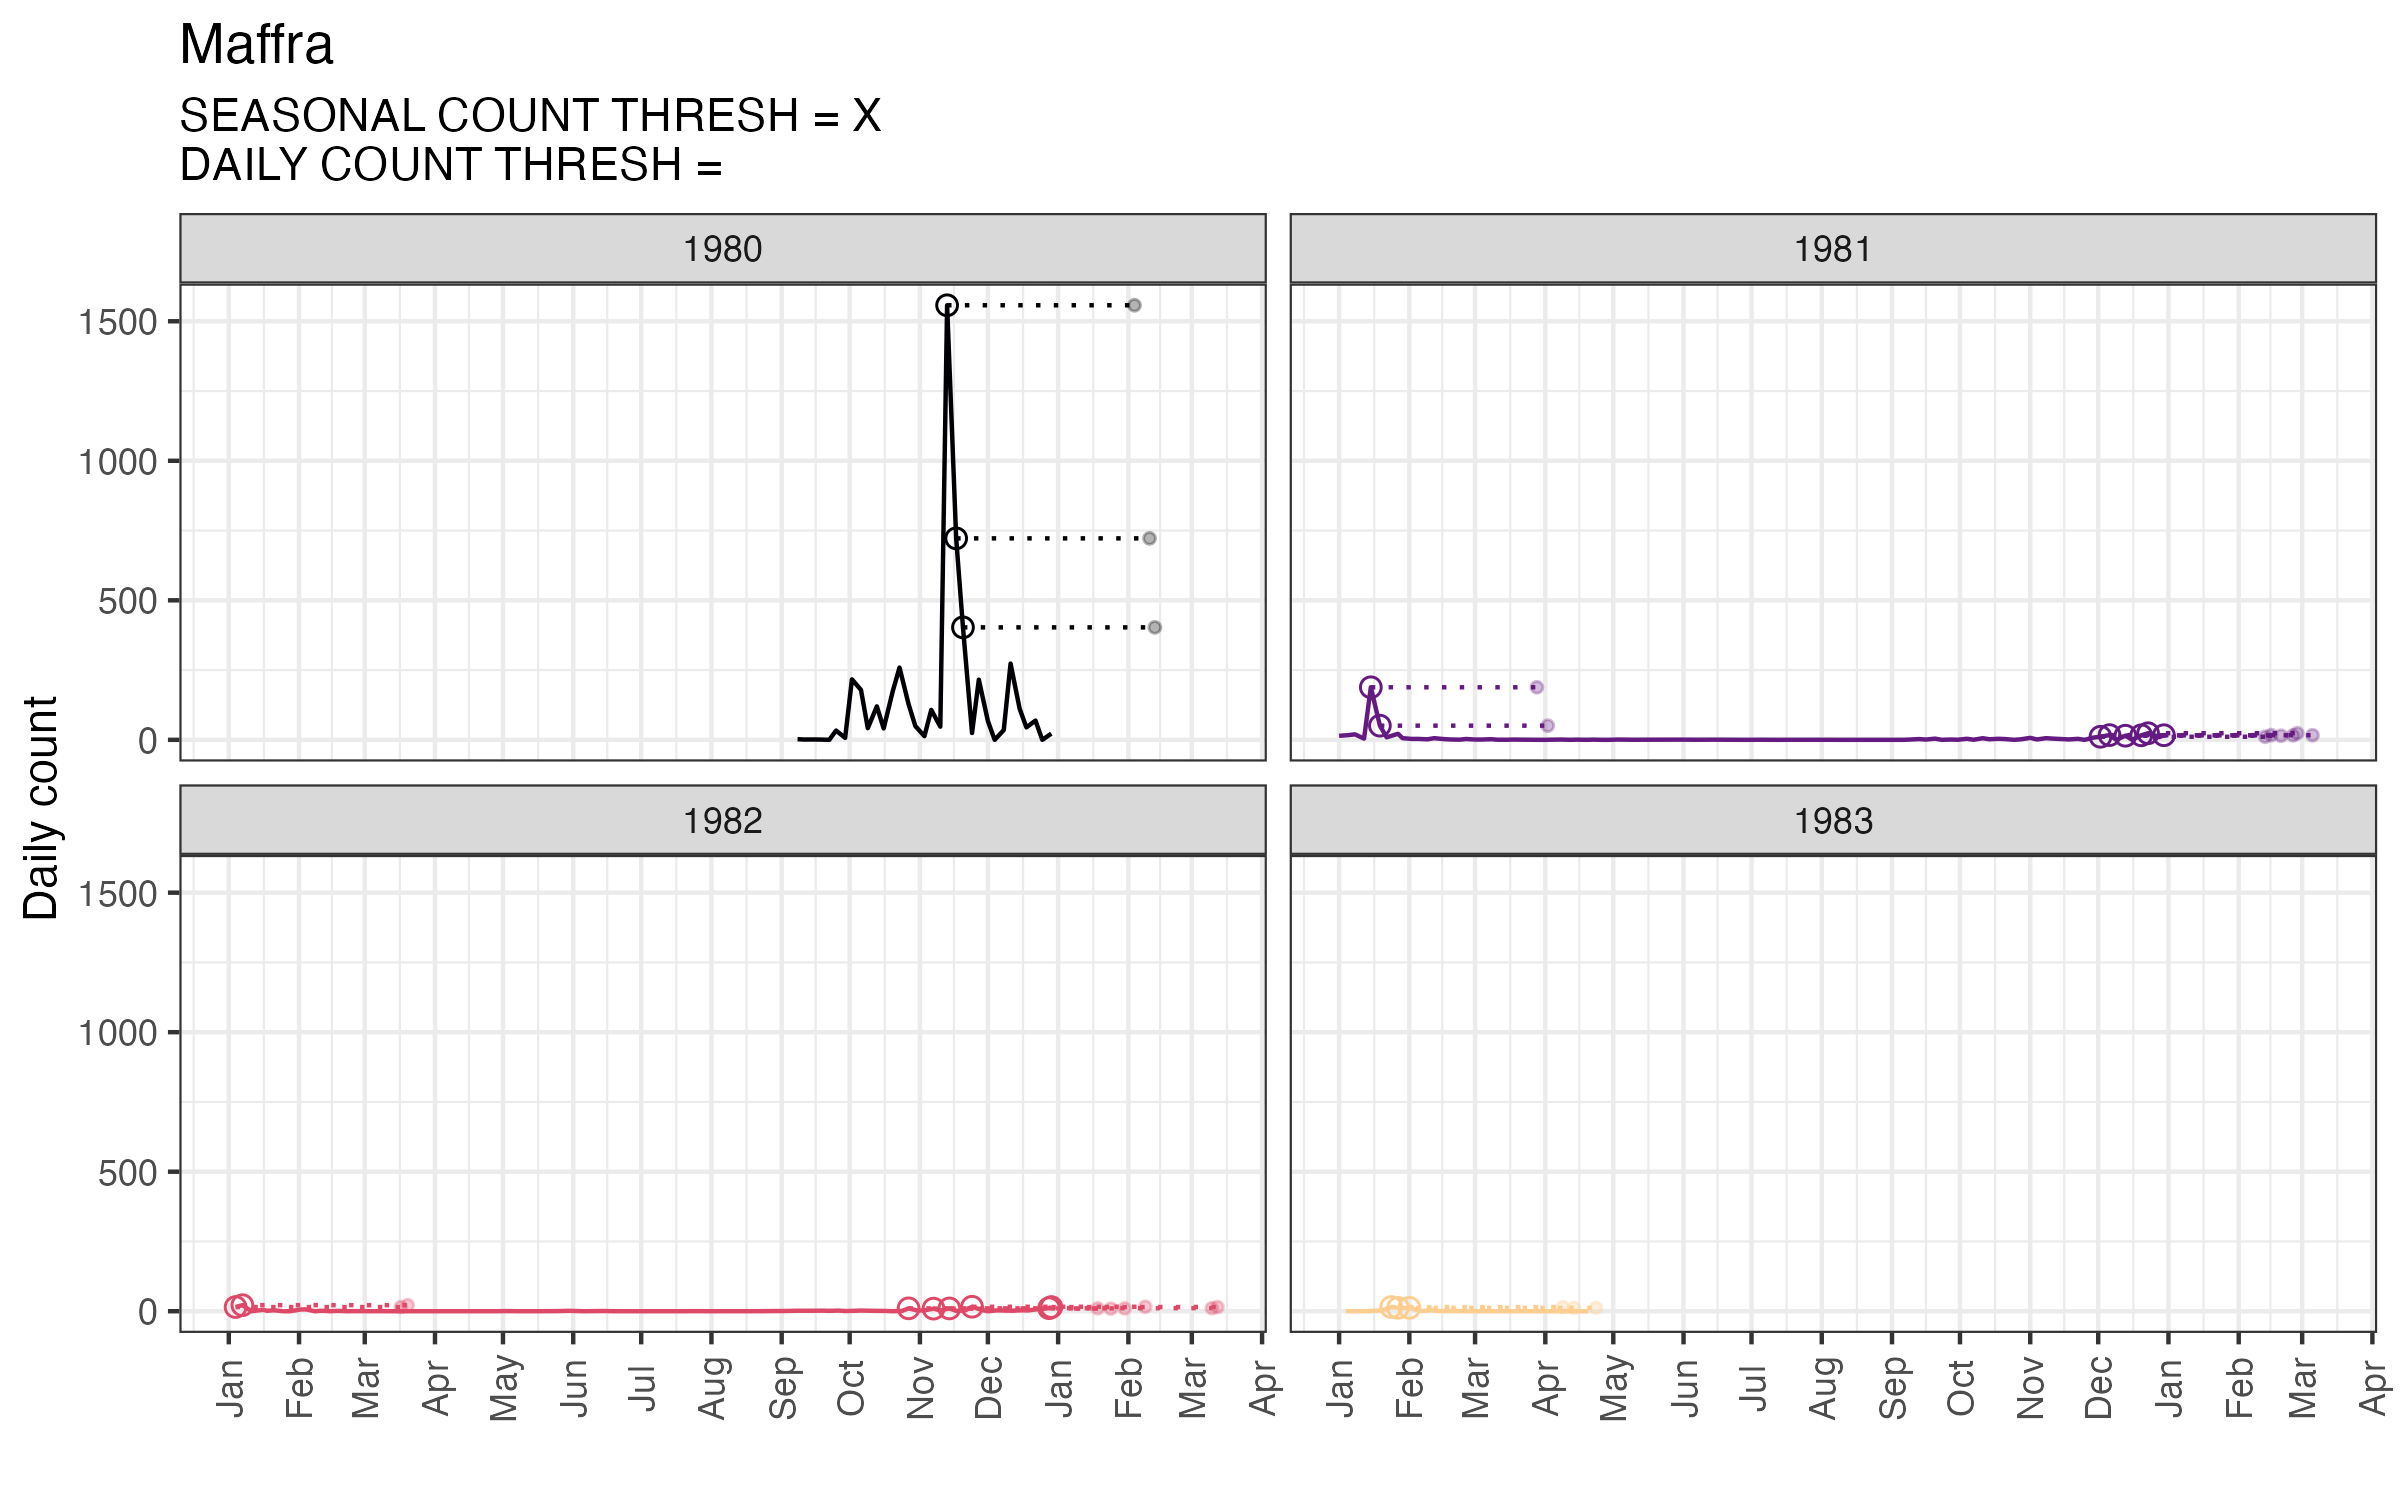 Maffra
SEASONAL COUNT THRESH = X
DAILY COUNT THRESH =
1980
1981
1500
1000
500
0
Daily count
1982
1983
1500
1000
500
0
Jan Feb Mar Apr May Jun Jul Aug Sep Oct Nov Dec Jan Feb Mar Apr
Jan Feb Mar Apr May Jun Jul Aug Sep Oct Nov Dec Jan Feb Mar Apr